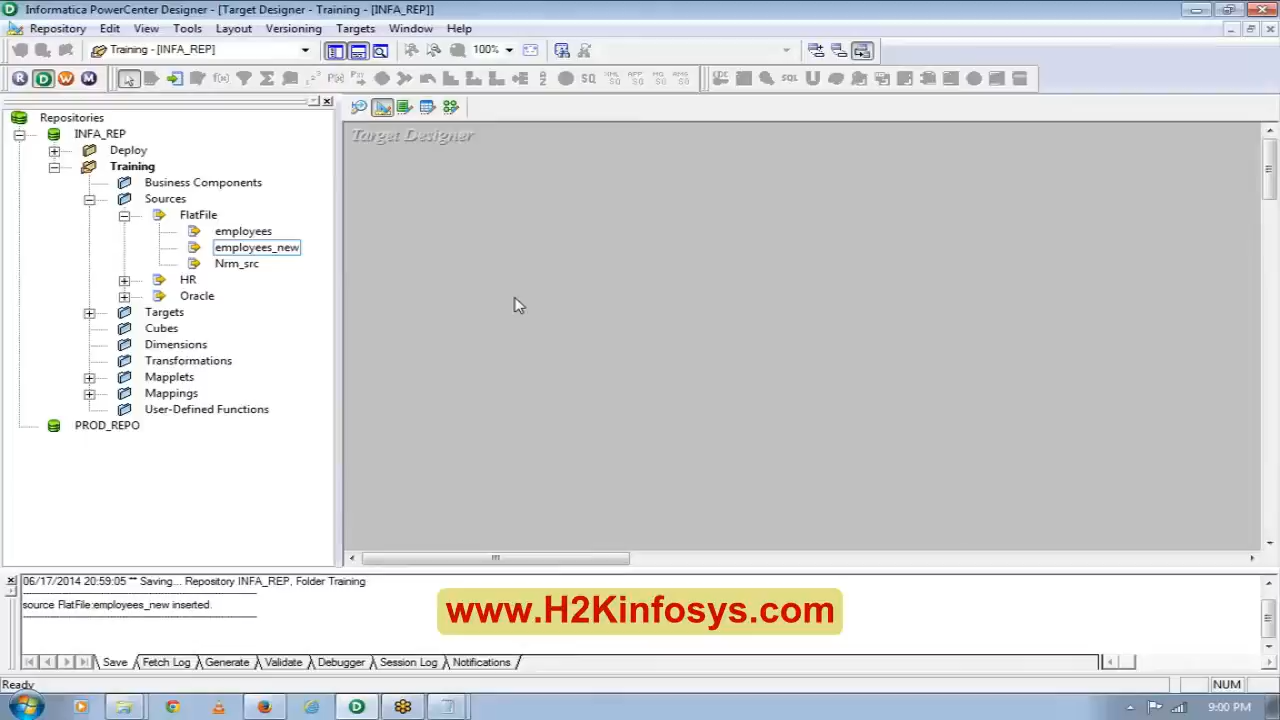 Informatica PowerCenter Designer - [Target Designer - Training - [INFA_REP]]
Repository Edit View Tools Layout Versioning Targets Window Help
Training - [INFA_REP] 100%
R D W M
Repositories
INFA_REP
Deploy
Training
Business Components
Sources
FlatFile
employees
employees_new
Nrm_src
HR
Oracle
Targets
Cubes
Dimensions
Transformations
Mapplets
Mappings
User-Defined Functions
PROD_REPO
Target Designer
06/17/2014 20:59:05 ** Saving... Repository INFA_REP, Folder Training
source FlatFile:employees_new inserted.
www.H2Kinfosys.com
Save Fetch Log Generate Validate Debugger Session Log Notifications
Ready NUM
9:00 PM